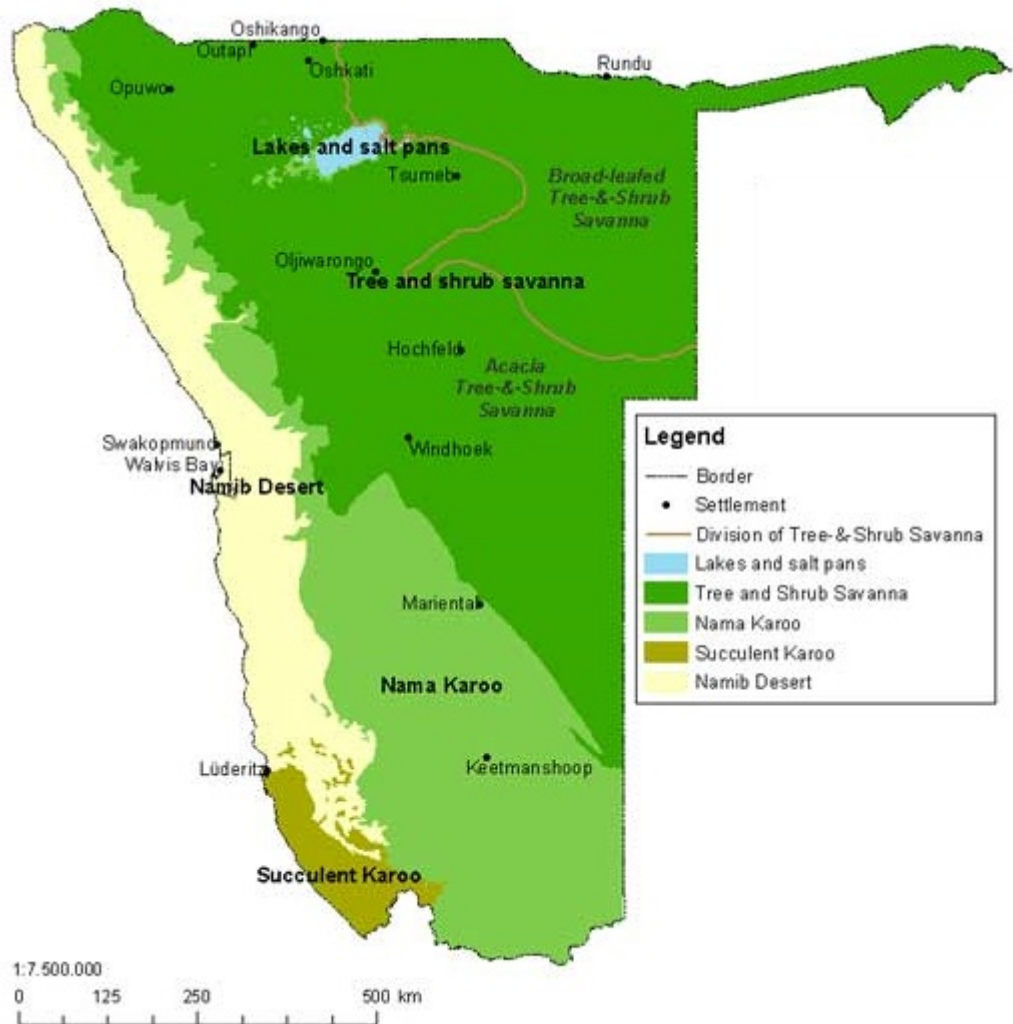 Oshikango
Outapi
Oshkati
Rundu
Opuwo
Lakes and salt pans
Tsumeb
Broad-leafed
Tree-&-Shrub
Savanna
Oljiwarongo
Tree and shrub savanna
Hochfeld
Acacia
Tree-&-Shrub
Savanna
Swakopmund
Windhoek
Walvis Bay
Namib Desert
Legend
Border
Settlement
Division of Tree-&-Shrub Savanna
Lakes and salt pans
Tree and Shrub Savanna
Nama Karoo
Succulent Karoo
Namib Desert
Mariental
Nama Karoo
Lüderitz
Keetmanshoop
Succulent Karoo
1:7.500.000
0 125 250 500 km